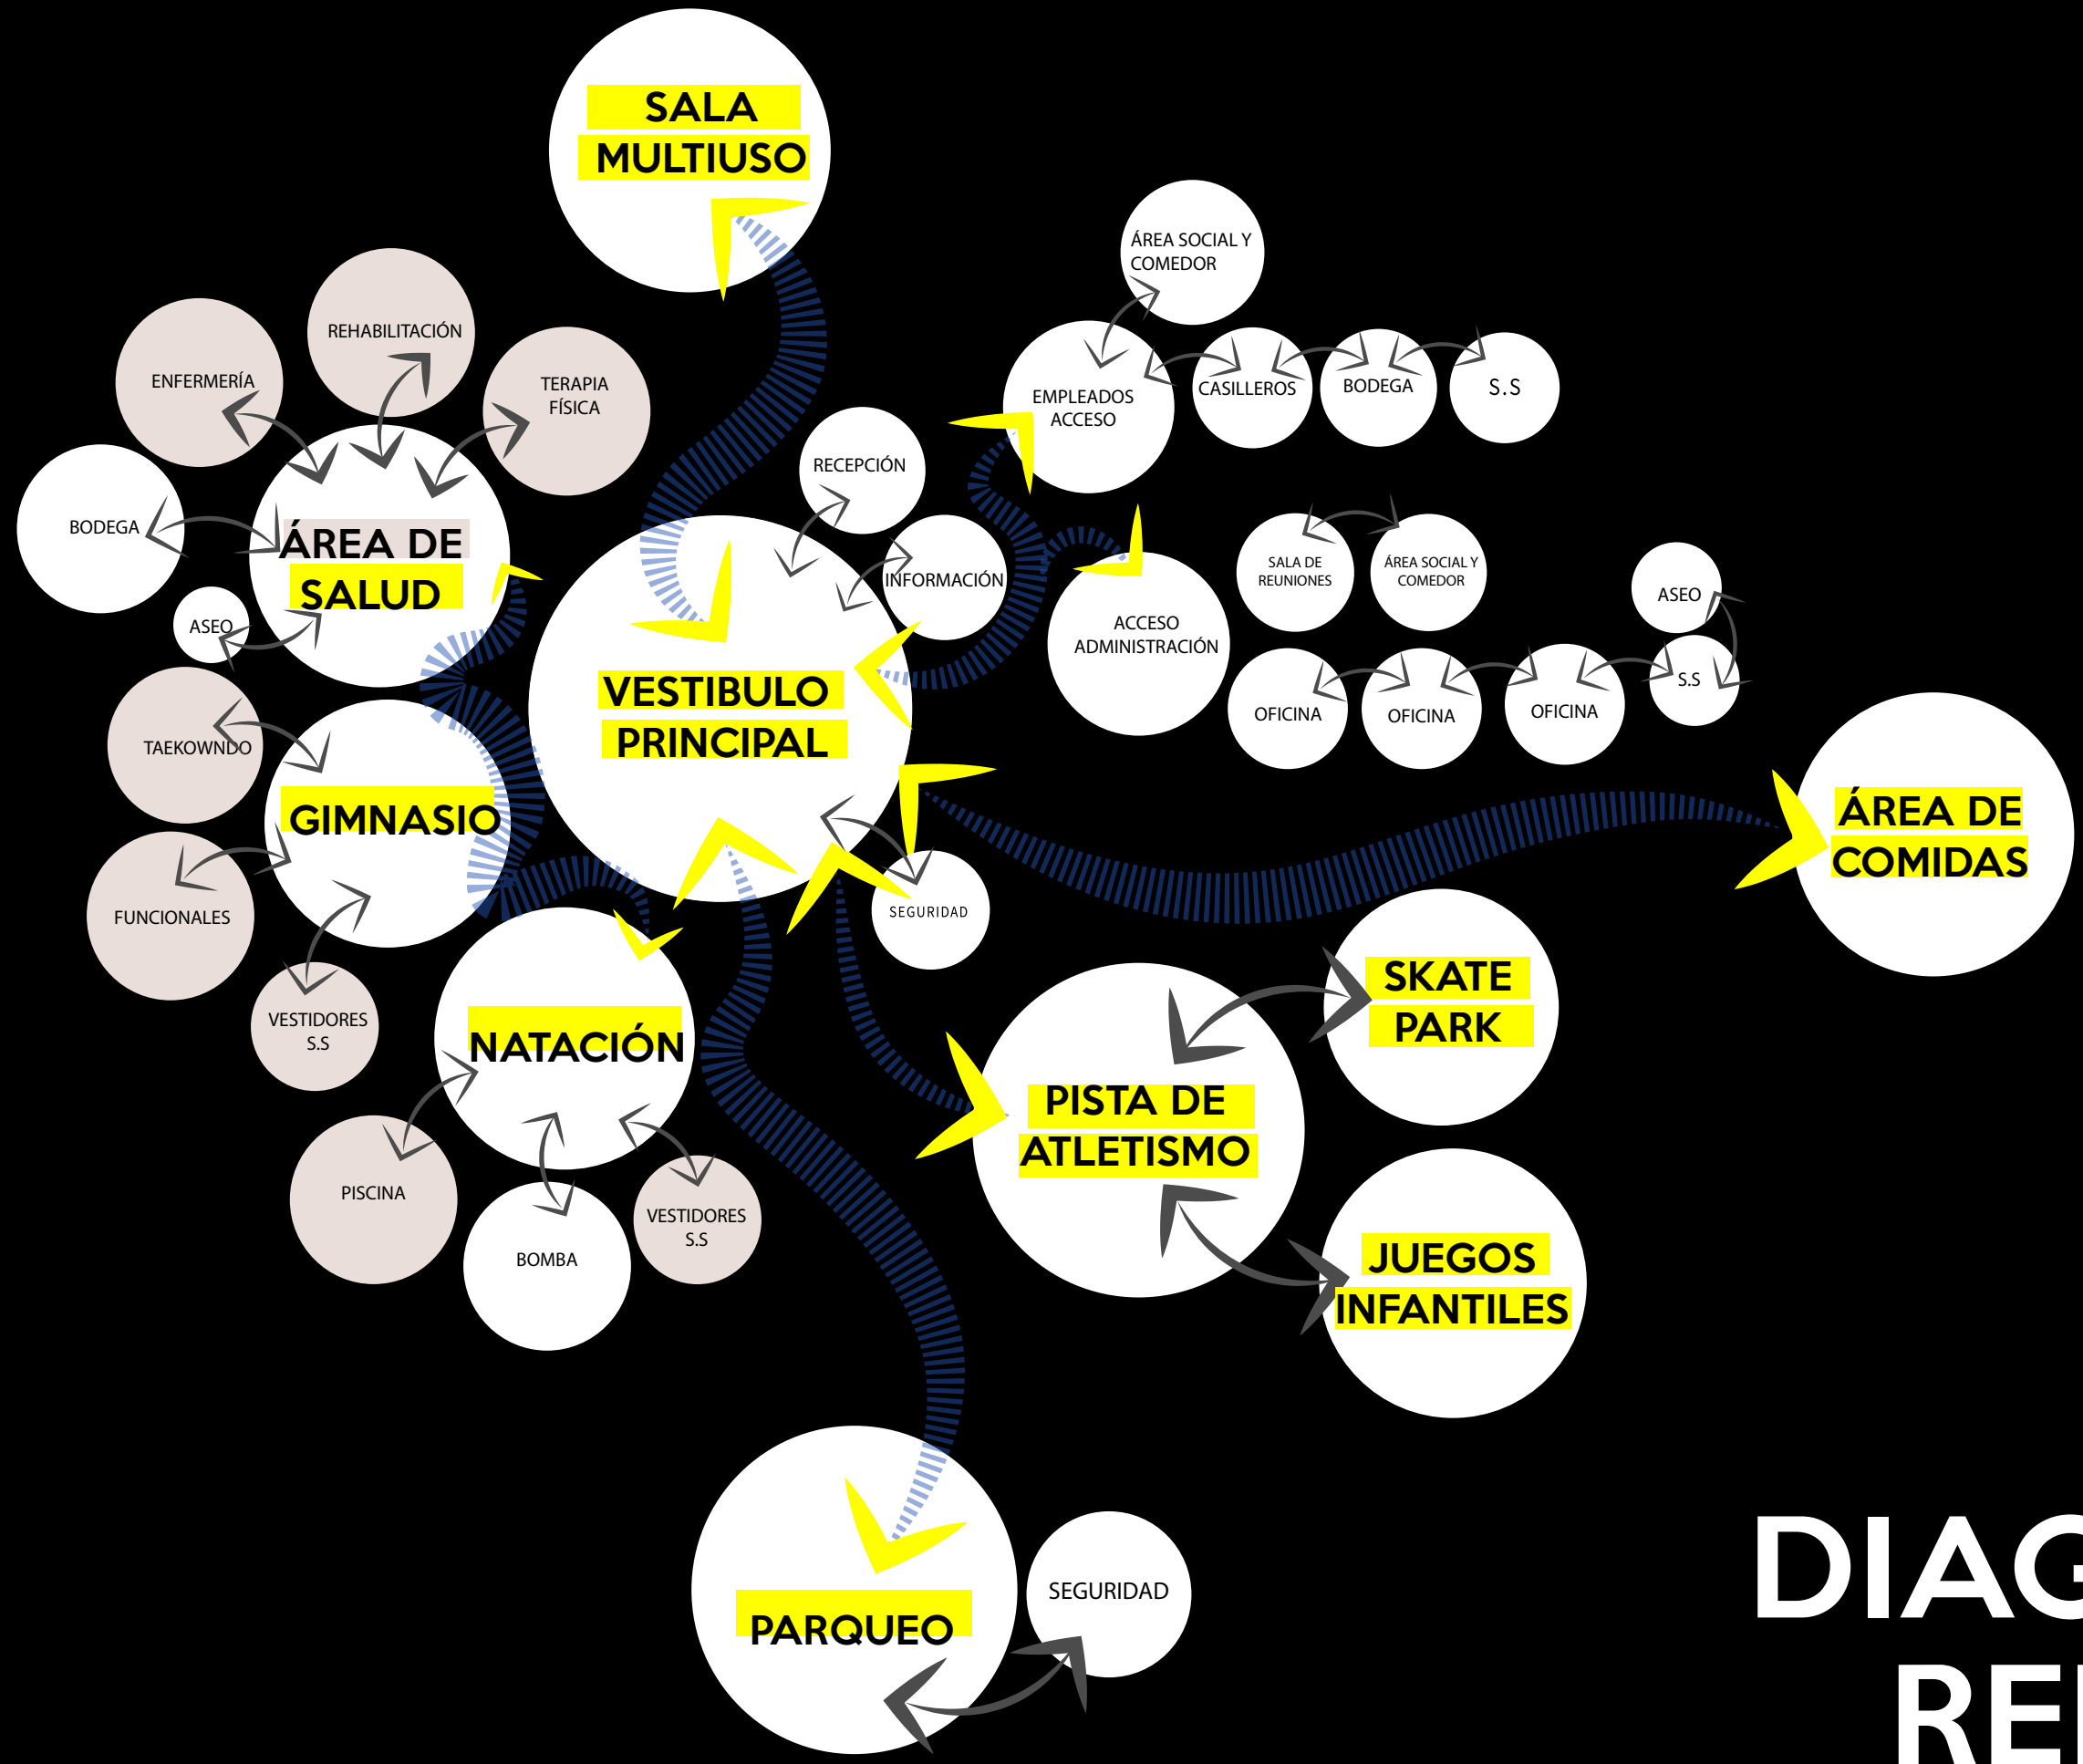 SALA
MULTIUSO
ÁREA SOCIAL Y
COMEDOR
REHABILITACIÓN
ENFERMERÍA
TERAPIA
FÍSICA
EMPLEADOS
ACCESO
CASILLEROS
BODEGA
S.S
RECEPCIÓN
BODEGA
ÁREA DE
SALUD
INFORMACIÓN
SALA DE
REUNIONES
ÁREA SOCIAL Y
COMEDOR
ASEO
ASEO
ACCESO
ADMINISTRACIÓN
S.S
VESTIBULO
PRINCIPAL
OFICINA
OFICINA
OFICINA
TAEKOWNDO
GIMNASIO
ÁREA DE
COMIDAS
FUNCIONALES
SEGURIDAD
SKATE
PARK
VESTIDORES
S.S
NATACIÓN
PISTA DE
ATLETISMO
PISCINA
VESTIDORES
S.S
BOMBA
JUEGOS
INFANTILES
PARQUEO
SEGURIDAD
DIAG
RE